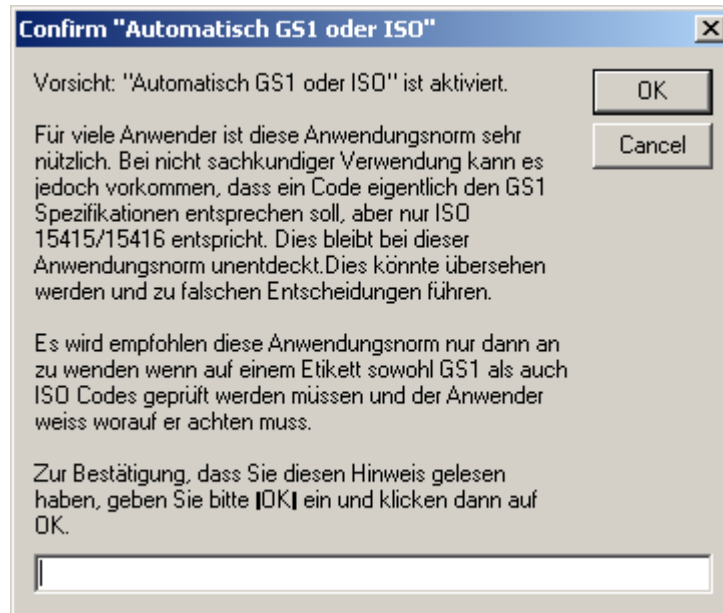 Confirm "Automatisch GS1 oder ISO"
Vorsicht: "Automatisch GS1 oder ISO" ist aktiviert.
OK
Für viele Anwender ist diese Anwendungsnorm sehr
Cancel
nützlich. Bei nicht sachkundiger Verwendung kann es
jedoch vorkommen, dass ein Code eigentlich den GS1
Spezifikationen entsprechen soll, aber nur ISO
15415/15416 entspricht. Dies bleibt bei dieser
Anwendungsnorm unentdeckt.Dies könnte übersehen
werden und zu falschen Entscheidungen führen.
Es wird empfohlen diese Anwendungsnorm nur dann an
zu wenden wenn auf einem Etikett sowohl GS1 als auch
ISO Codes geprüft werden müssen und der Anwender
weiss worauf er achten muss.
Zur Bestätigung, dass Sie diesen Hinweis gelesen
haben, geben Sie bitte |OK| ein und klicken dann auf
OK.